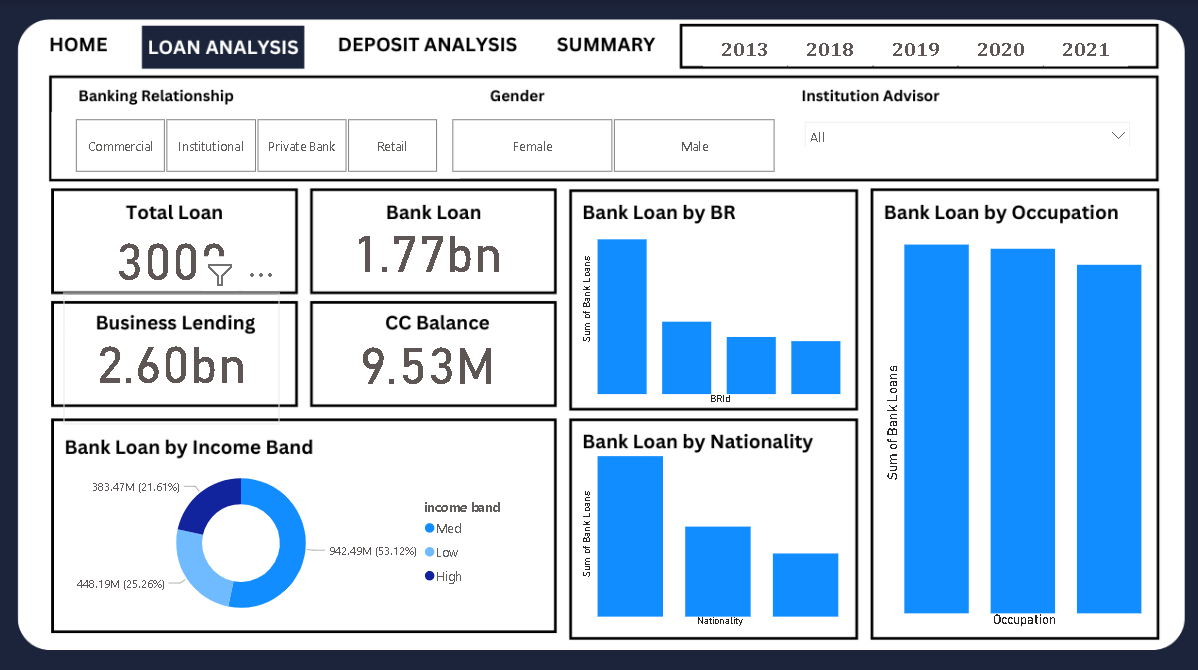 HOME LOAN ANALYSIS DEPOSIT ANALYSIS SUMMARY 2013 2018 2019 2020 2021
Banking Relationship Gender Institution Advisor
Commercial Institutional Private Bank Retail Female Male All
Total Loan Bank Loan
300 ... 1.77bn
Business Lending CC Balance
2.60bn 9.53M
Bank Loan by BR
Sum of Bank Loans
BRId
Bank Loan by Occupation
Sum of Bank Loans
Occupation
Bank Loan by Income Band
383.47M (21.61%)
942.49M (53.12%)
448.19M (25.26%)
income band
Med
Low
High
Bank Loan by Nationality
Sum of Bank Loans
Nationality